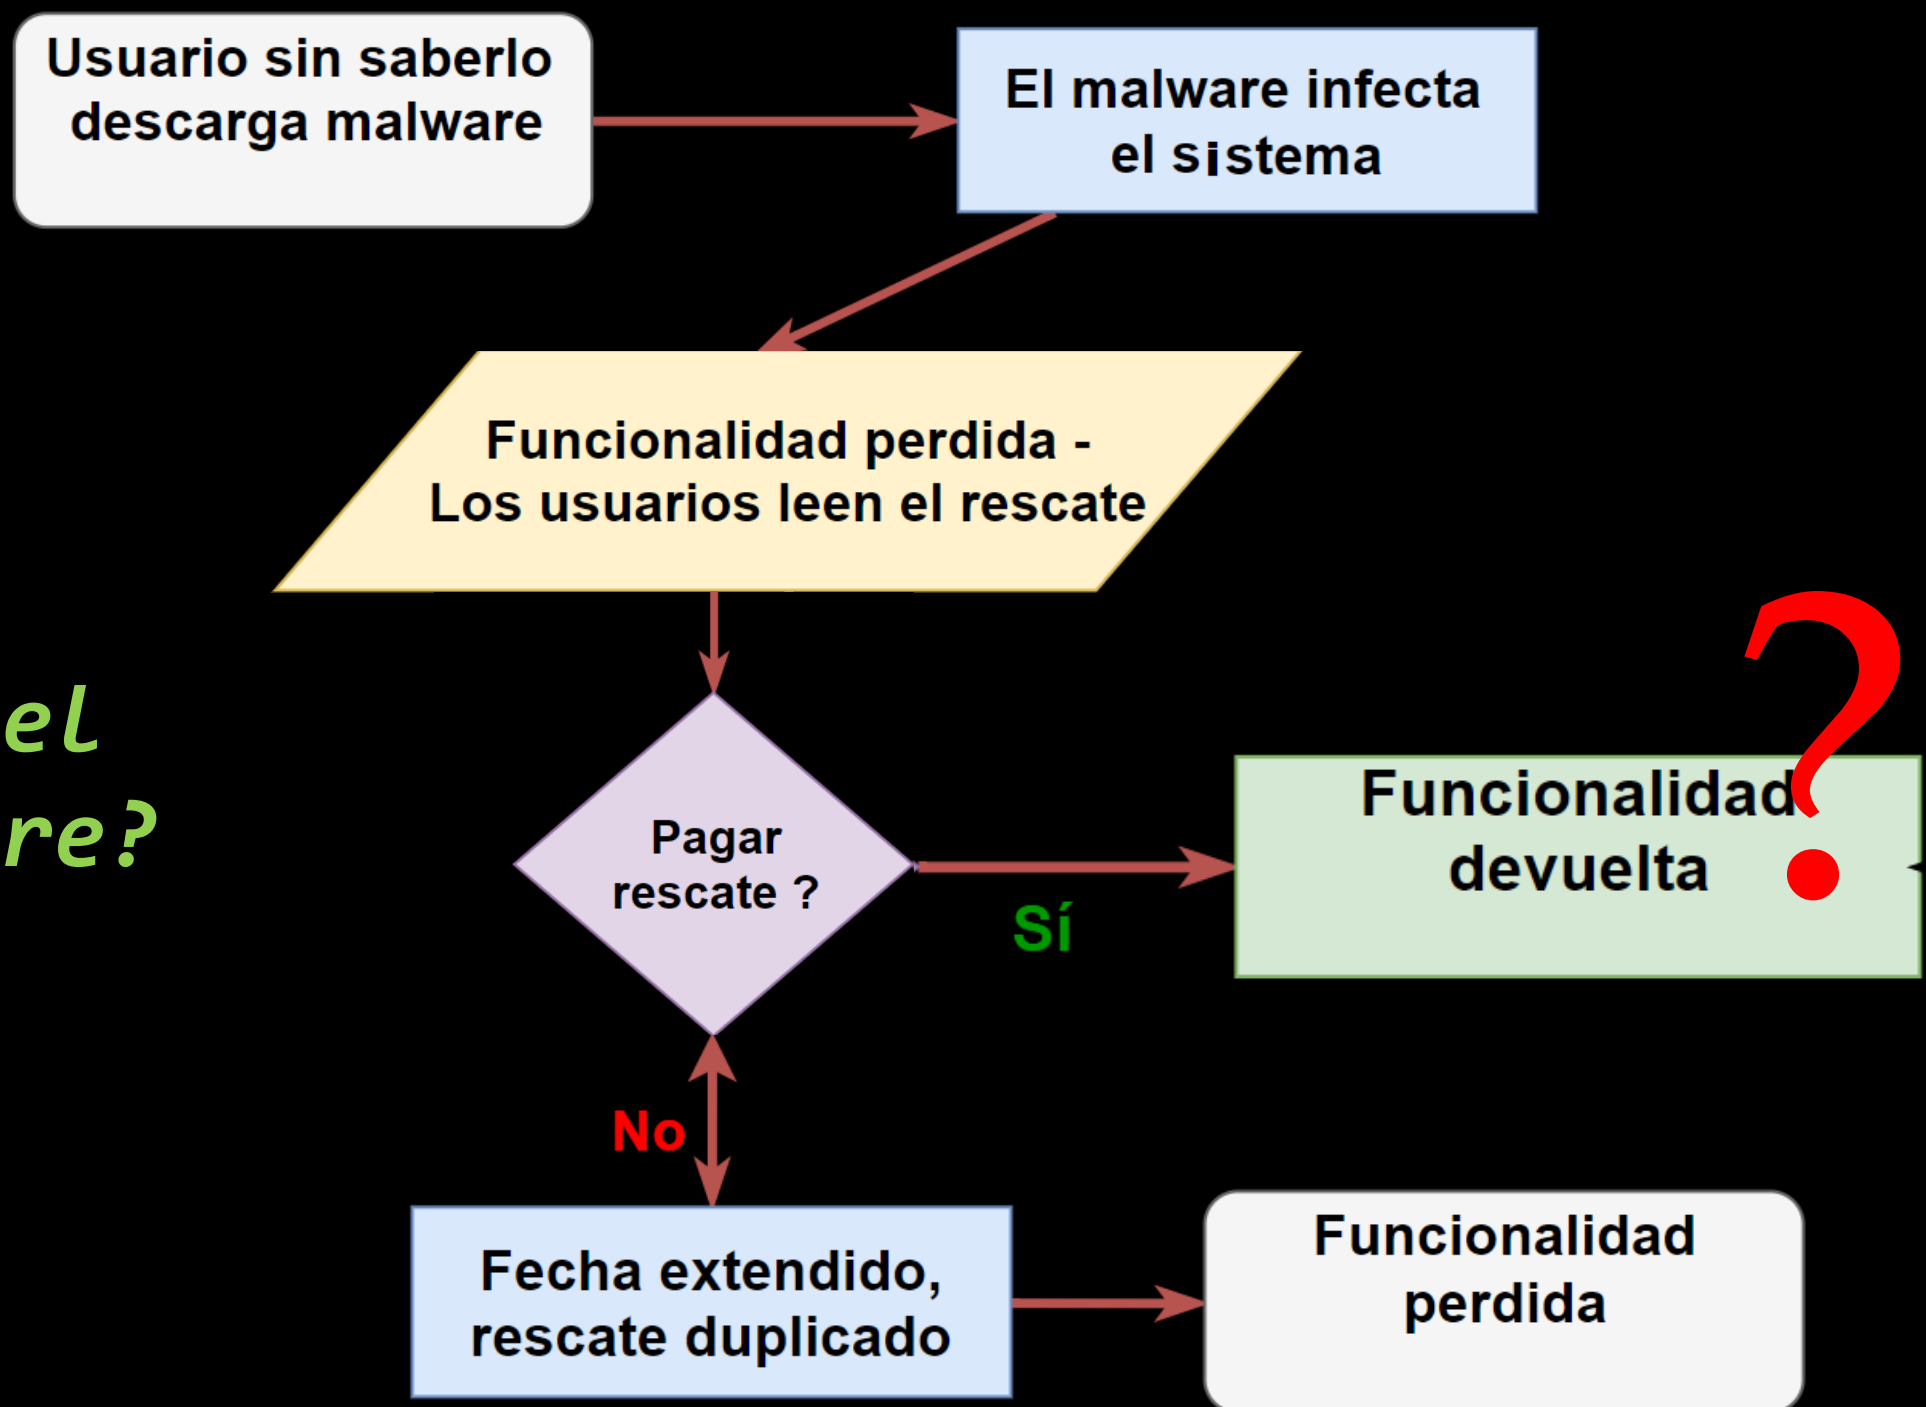 Usuario sin saberlo
descarga malware
El malware infecta
el sistema
Funcionalidad perdida -
Los usuarios leen el rescate
el
re?
Pagar
rescate ?
Sí
Funcionalidad
devuelta
?
No
Fecha extendido,
rescate duplicado
Funcionalidad
perdida